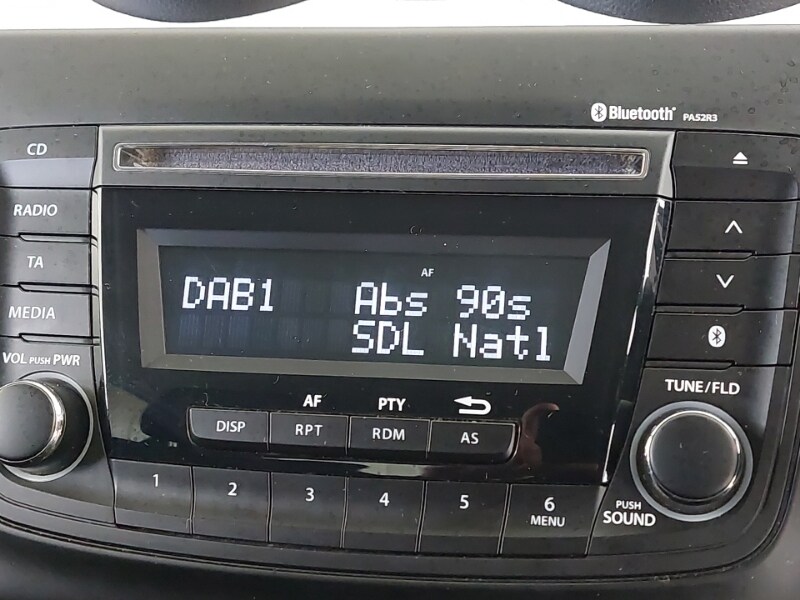 Bluetooth PA52R3
CD
RADIO
TA
MEDIA
VOL PUSH PWR
AF
DAB1 Abs 90s
SDL Natl
AF PTY
DISP RPT RDM AS
1 2 3 4 5 6
MENU
TUNE/FLD
PUSH
SOUND